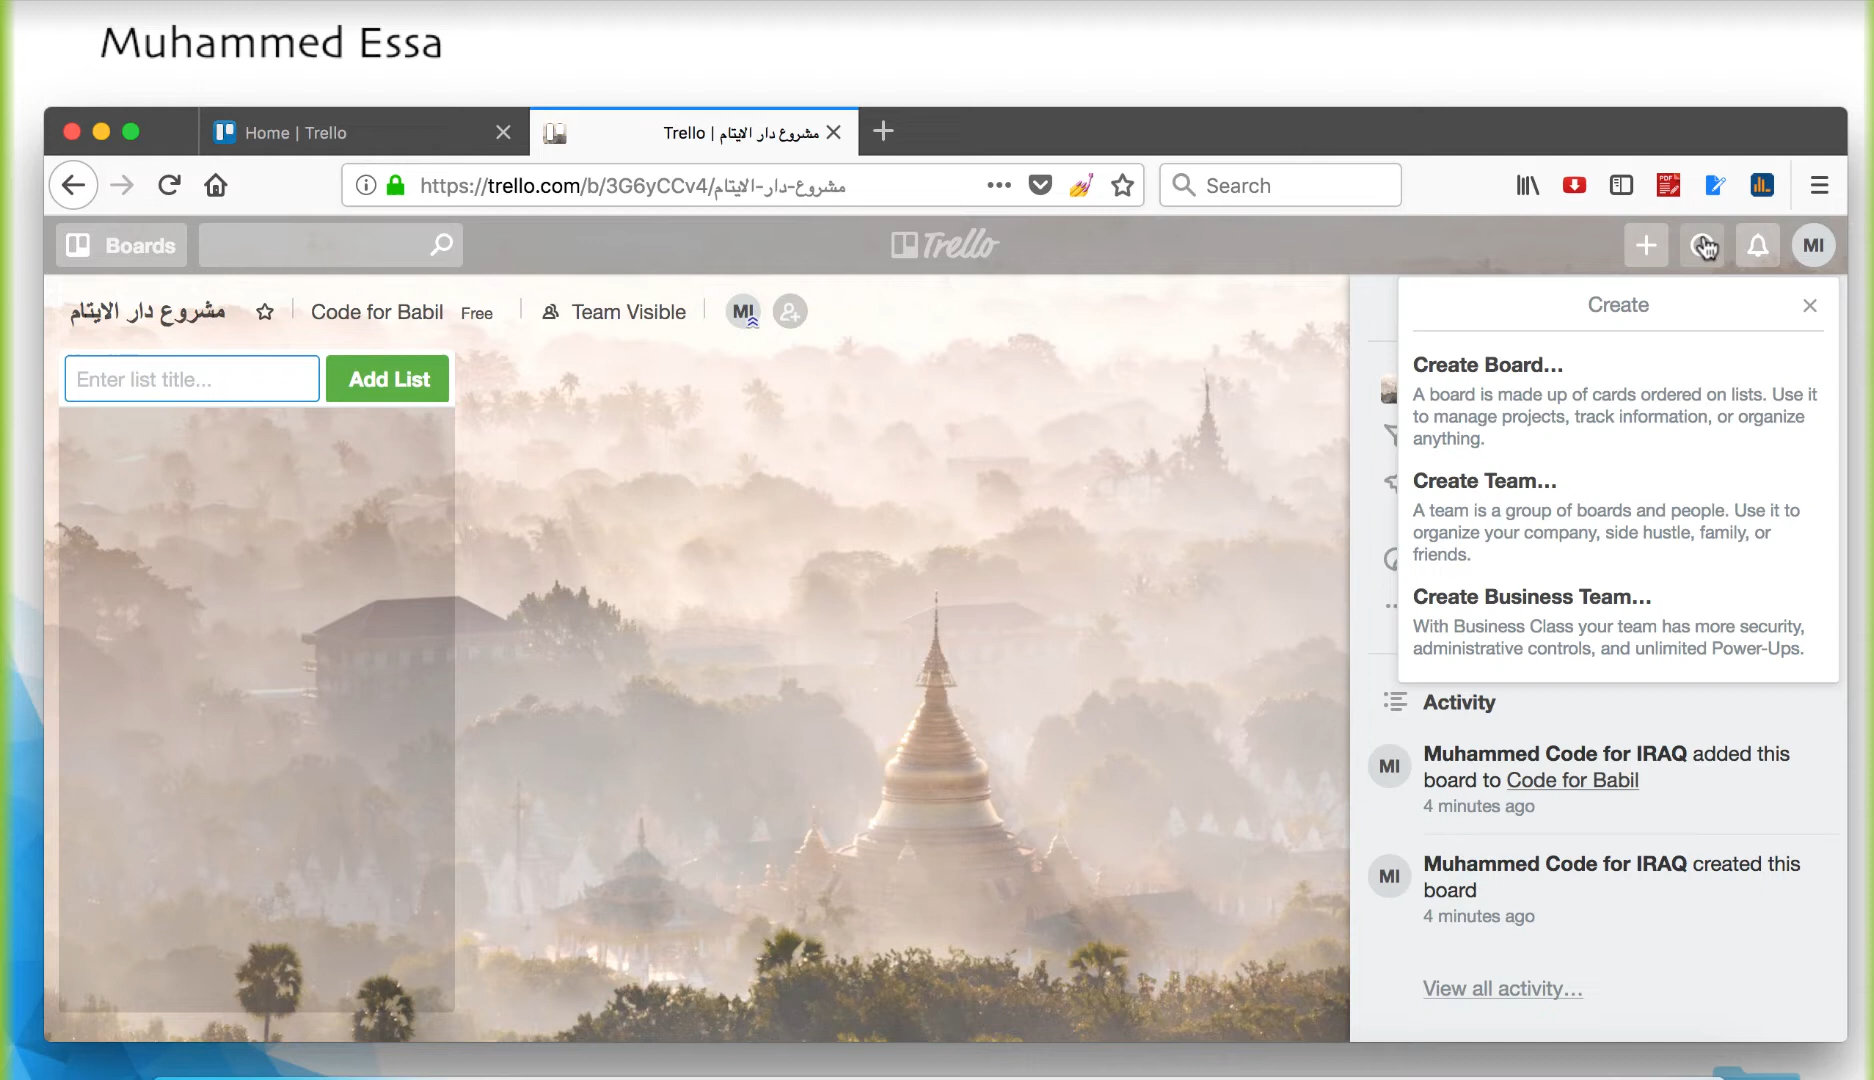 Muhammed Essa
Home | Trello
مشروع دار الايتام | Trello
https://trello.com/b/3G6yCCv4/مشروع-دار-الايتام
Search
Boards
Trello
MI
مشروع دار الايتام
Code for Babil Free
Team Visible
MI
Enter list title...
Add List
Create
Create Board...
A board is made up of cards ordered on lists. Use it
to manage projects, track information, or organize
anything.
Create Team...
A team is a group of boards and people. Use it to
organize your company, side hustle, family, or
friends.
Create Business Team...
With Business Class your team has more security,
administrative controls, and unlimited Power-Ups.
Activity
MI
Muhammed Code for IRAQ added this
board to Code for Babil
4 minutes ago
MI
Muhammed Code for IRAQ created this
board
4 minutes ago
View all activity...